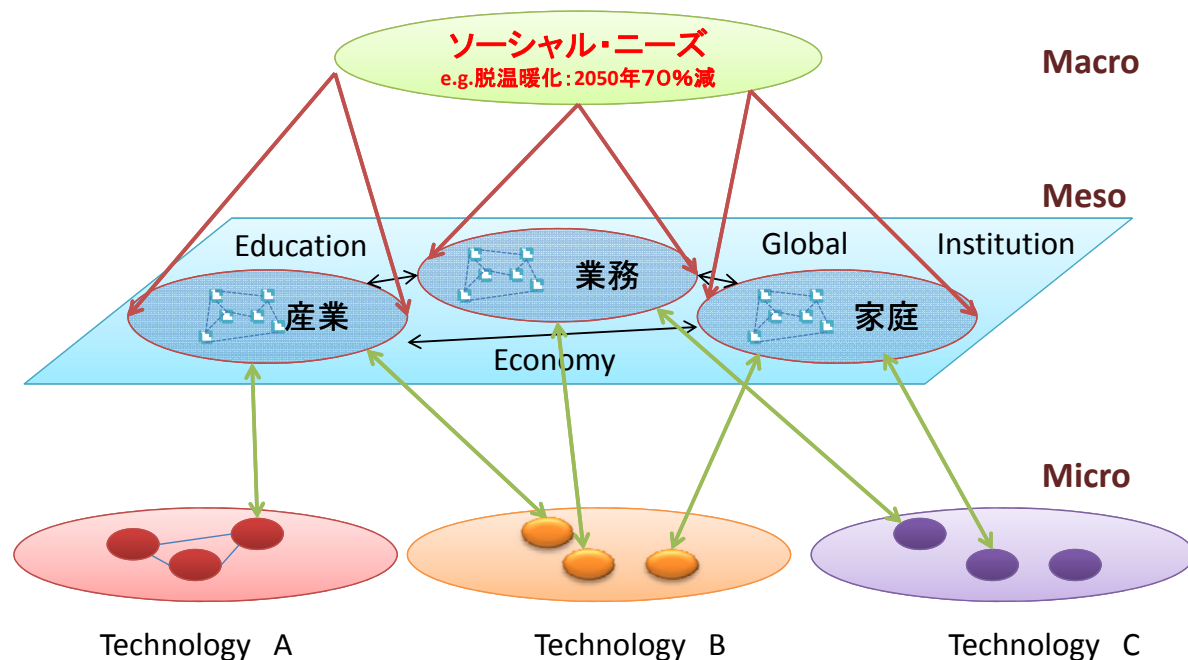 ソーシャル・ニーズ
e.g.脱温暖化：2050年７０%減
Macro
Meso
Education
Global
Institution
業務
産業
家庭
Economy
Micro
Technology A
Technology B
Technology C